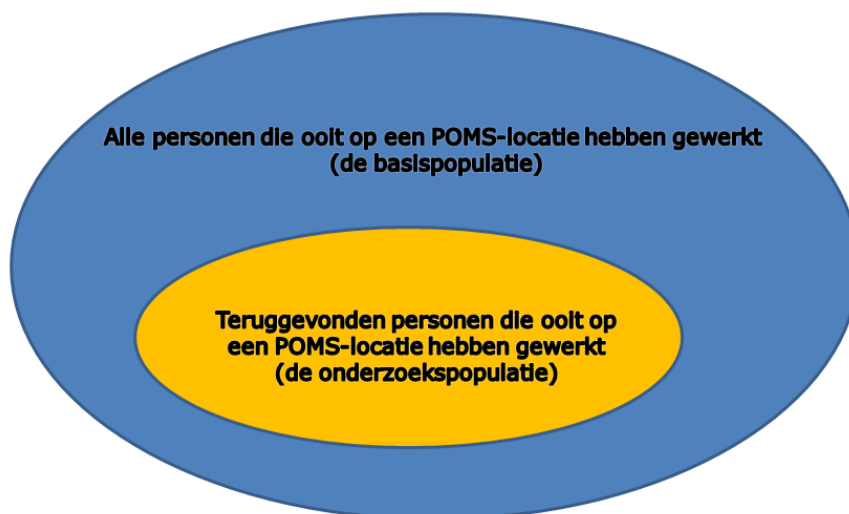 Alle personen die ooit op een POMS-locatie hebben gewerkt
(de basispopulatie)
Teruggevonden personen die ooit op
een POMS-locatie hebben gewerkt
(de onderzoekspopulatie)